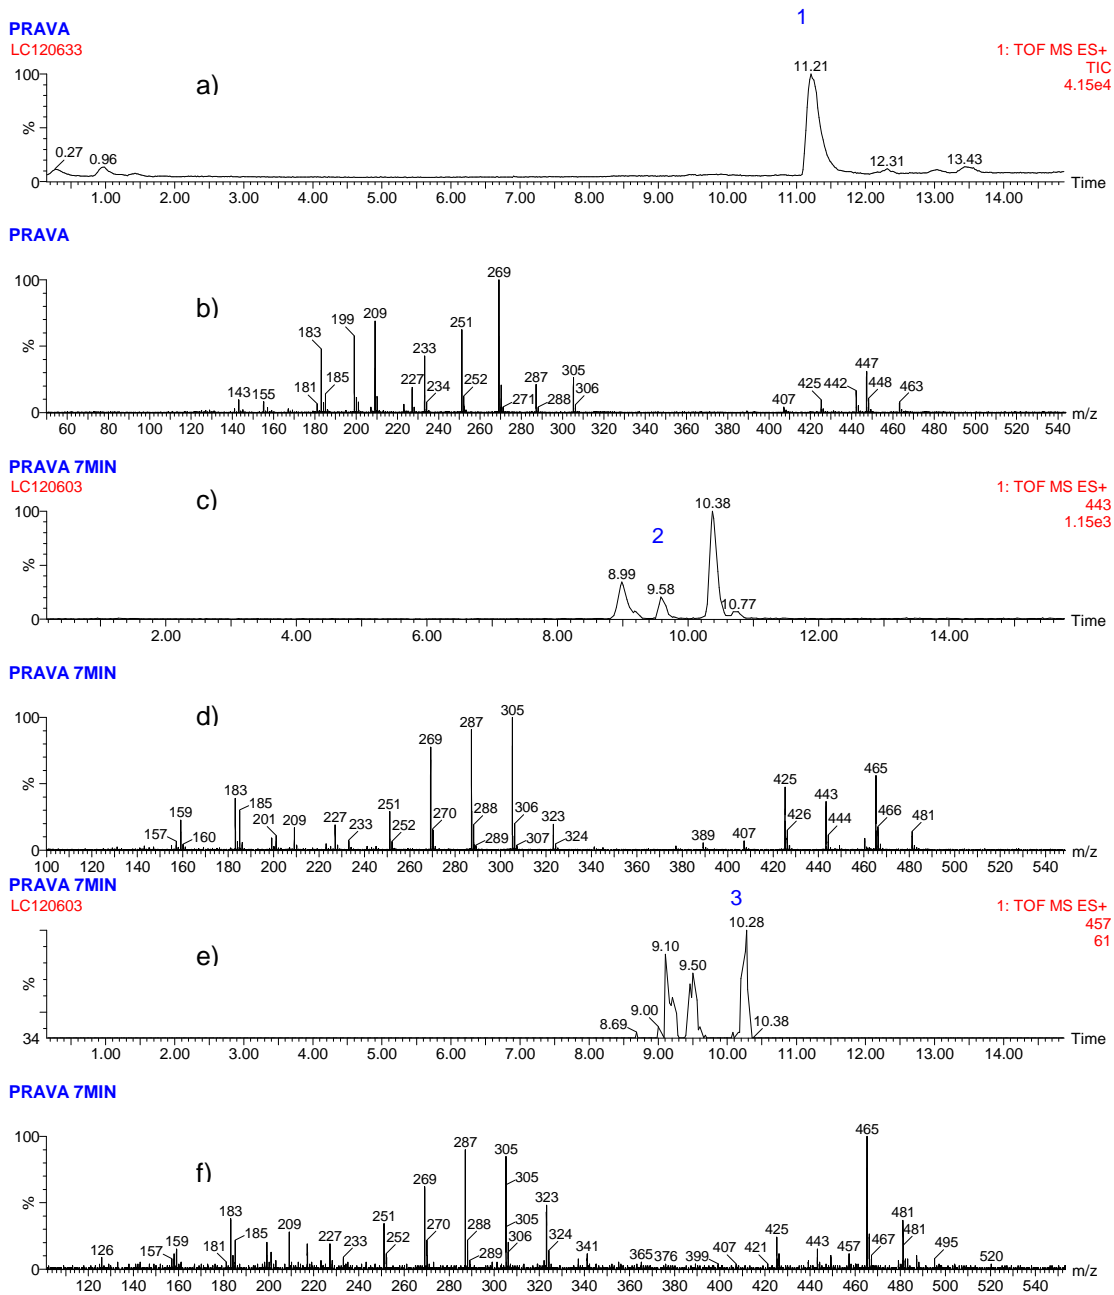 1
PRAVA
LC120633
1: TOF MS ES+
TIC
4.15e4
a)
11.21
0.27
0.96
12.31
13.43
100
%
0
1.00 2.00 3.00 4.00 5.00 6.00 7.00 8.00 9.00 10.00 11.00 12.00 13.00 14.00
Time
PRAVA
b)
100
%
0
143 155 181 183 185 199 209 227 233 234 251 252 269 271 287 288 305 306 407 425 442 447 448 463
60 80 100 120 140 160 180 200 220 240 260 280 300 320 340 360 380 400 420 440 460 480 500 520 540
m/z
PRAVA 7MIN
LC120603
1: TOF MS ES+
443
1.15e3
c)
2
8.99 9.58 10.38 10.77
100
%
0
2.00 4.00 6.00 8.00 10.00 12.00 14.00
Time
PRAVA 7MIN
d)
100
%
0
157 159 160 183 185 201 209 227 233 251 252 269 270 287 288 289 305 306 307 323 324 389 407 425 426 443 444 465 466 481
100 120 140 160 180 200 220 240 260 280 300 320 340 360 380 400 420 440 460 480 500 520 540
m/z
PRAVA 7MIN
LC120603
1: TOF MS ES+
457
61
e)
3
8.69 9.00 9.10 9.50 10.28 10.38
%
34
1.00 2.00 3.00 4.00 5.00 6.00 7.00 8.00 9.00 10.00 11.00 12.00 13.00 14.00
Time
PRAVA 7MIN
f)
100
%
0
126 157 159 181 183 185 209 227 233 251 252 269 270 287 288 289 305 305 305 306 323 324 341 365 376 399 407 421 425 443 457 465 467 481 481 495 520
120 140 160 180 200 220 240 260 280 300 320 340 360 380 400 420 440 460 480 500 520 540
m/z